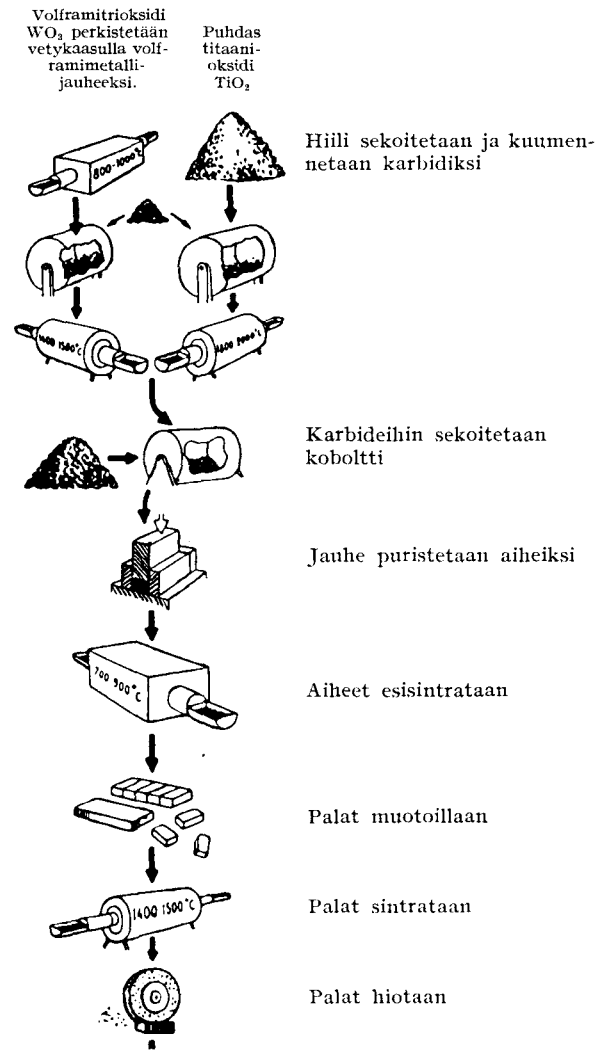 Volframitrioksidi
WO₃ perkistetään
vetykaasulla volf-
ramimetalli-
jauheeksi.
Puhdas
titaani-
oksidi
TiO₂
800-1000°C
Hiili sekoitetaan ja kuumen-
netaan karbidiksi
1400 1500°C
1800 2000°C
Karbideihin sekoitetaan
koboltti
Jauhe puristetaan aiheiksi
700 900°C
Aiheet esisintrataan
Palat muotoillaan
1400 1500°C
Palat sintrataan
Palat hiotaan